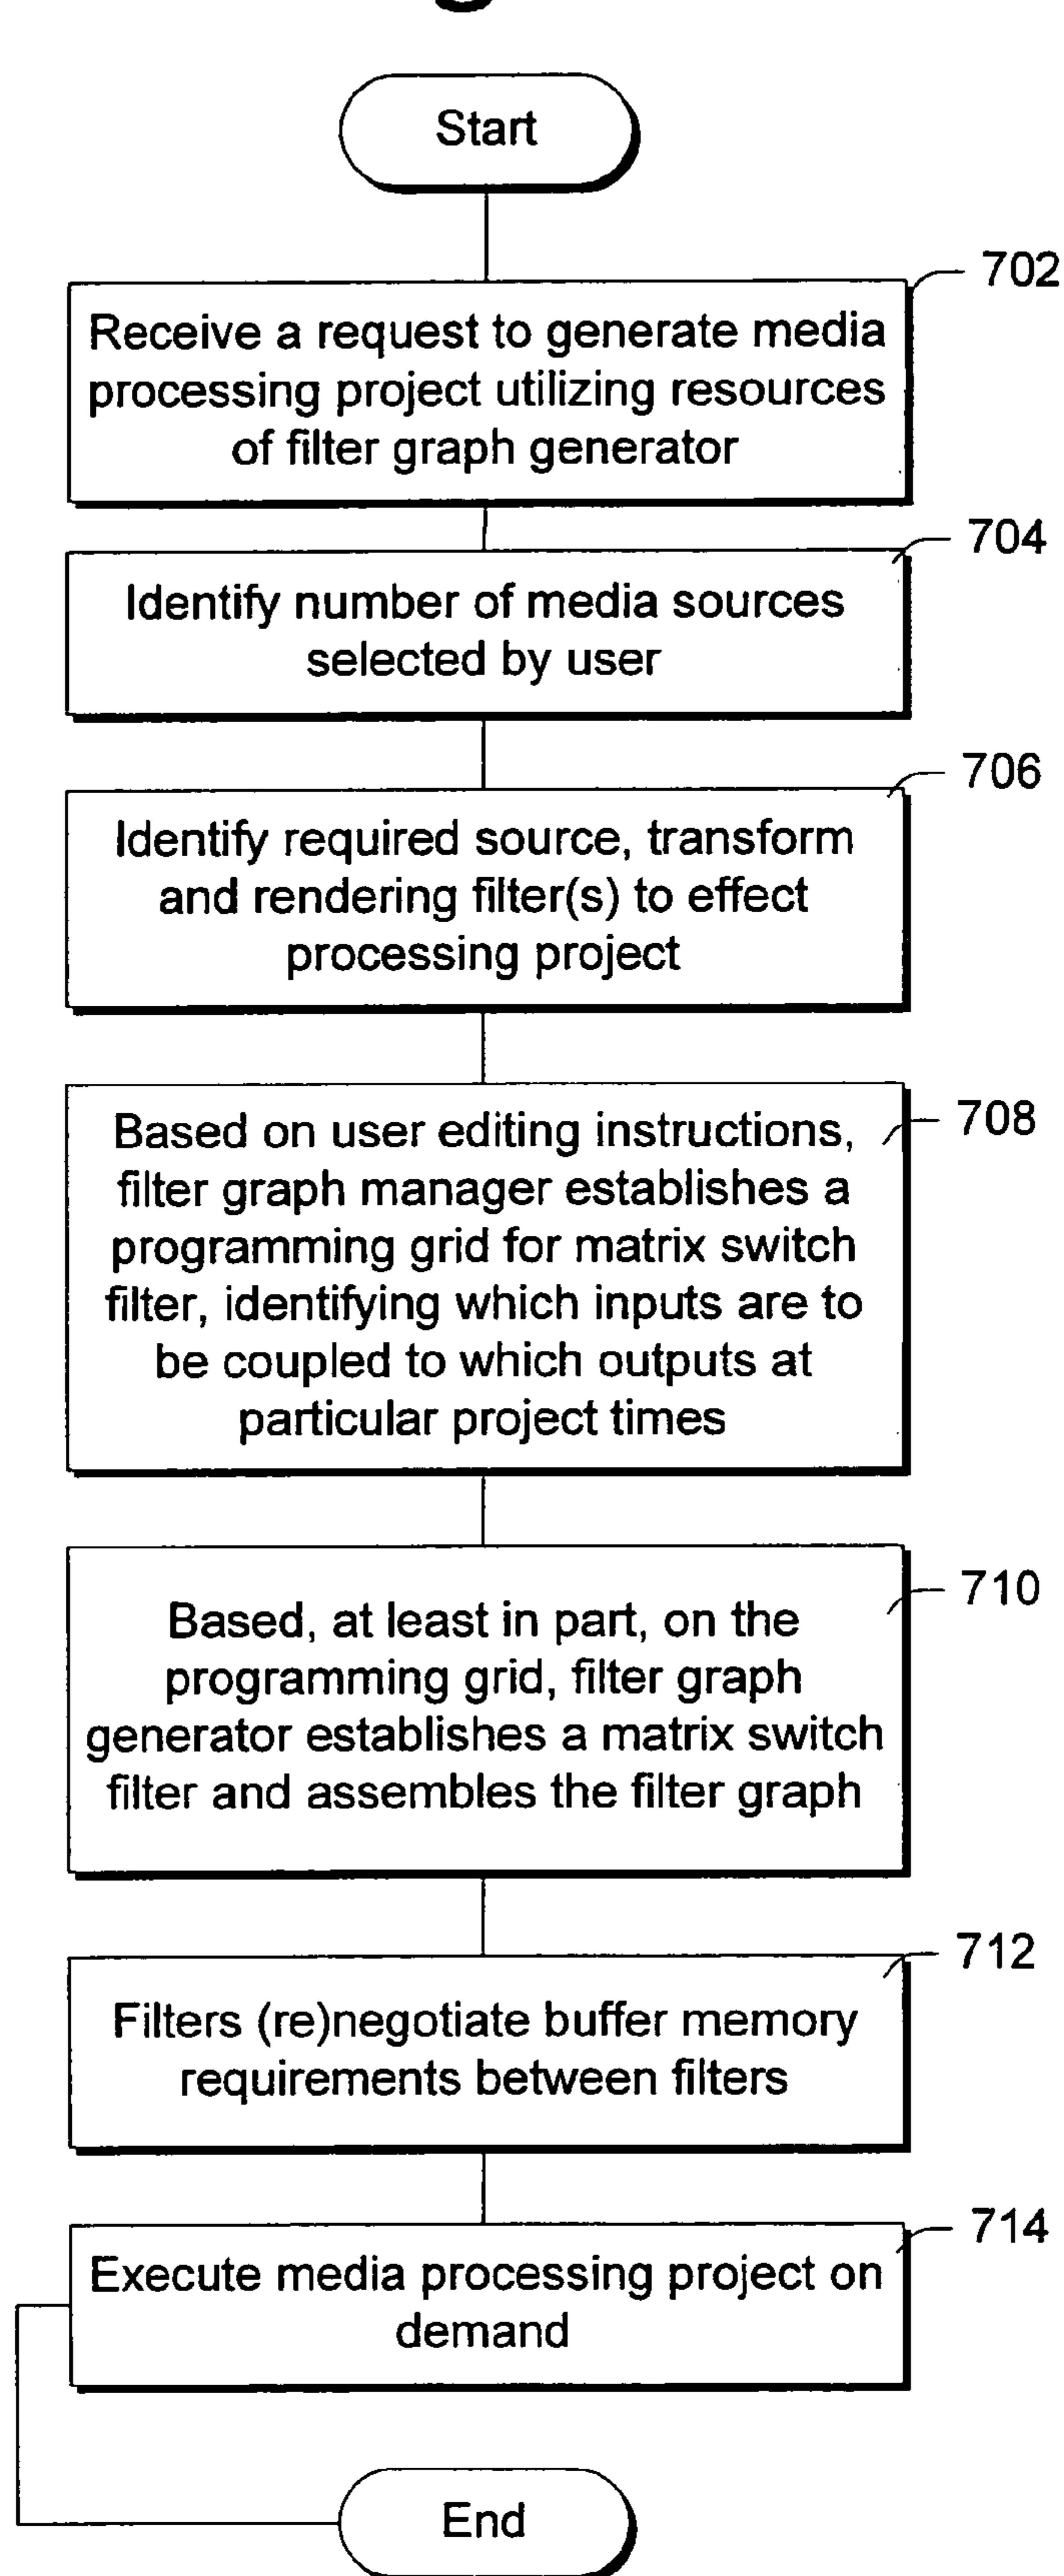 Start
702
Receive a request to generate media
processing project utilizing resources
of filter graph generator
704
Identify number of media sources
selected by user
706
Identify required source, transform
and rendering filter(s) to effect
processing project
708
Based on user editing instructions,
filter graph manager establishes a
programming grid for matrix switch
filter, identifying which inputs are to
be coupled to which outputs at
particular project times
710
Based, at least in part, on the
programming grid, filter graph
generator establishes a matrix switch
filter and assembles the filter graph
712
Filters (re)negotiate buffer memory
requirements between filters
714
Execute media processing project on
demand
End